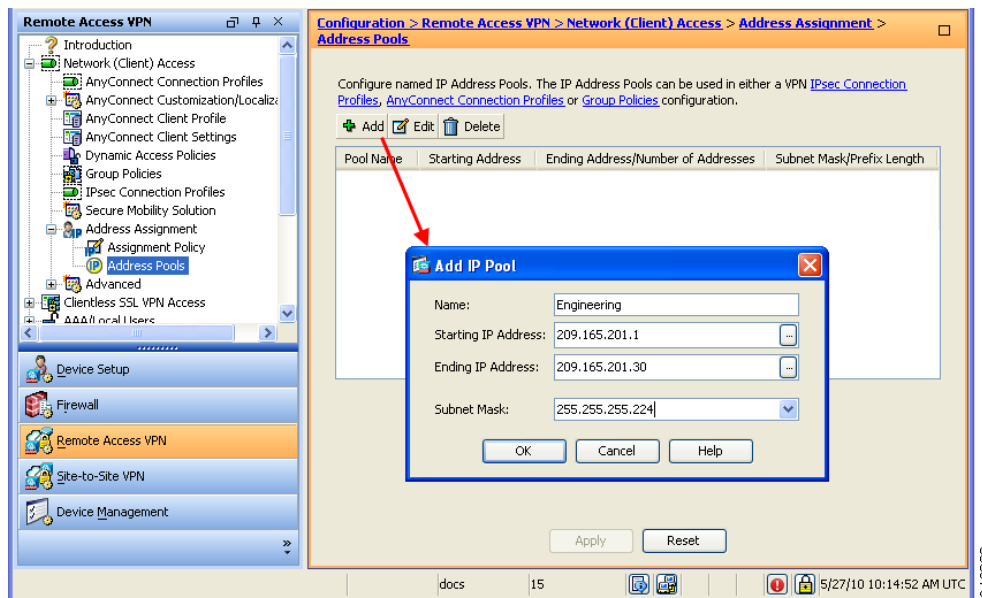 Remote Access VPN
Introduction
Network (Client) Access
AnyConnect Connection Profiles
AnyConnect Customization/Localiz
AnyConnect Client Profile
AnyConnect Client Settings
Dynamic Access Policies
Group Policies
IPsec Connection Profiles
Secure Mobility Solution
Address Assignment
Assignment Policy
Address Pools
Advanced
Clientless SSL VPN Access
AAA/Local Users
Device Setup
Firewall
Remote Access VPN
Site-to-Site VPN
Device Management
Configuration > Remote Access VPN > Network (Client) Access > Address Assignment >
Address Pools
Configure named IP Address Pools. The IP Address Pools can be used in either a VPN IPsec Connection
Profiles, AnyConnect Connection Profiles or Group Policies configuration.
Add Edit Delete
Pool Name Starting Address Ending Address/Number of Addresses Subnet Mask/Prefix Length
Add IP Pool
Name: Engineering
Starting IP Address: 209.165.201.1 ...
Ending IP Address: 209.165.201.30 ...
Subnet Mask: 255.255.255.224
OK Cancel Help
Apply Reset
docs 15 5/27/10 10:14:52 AM UTC